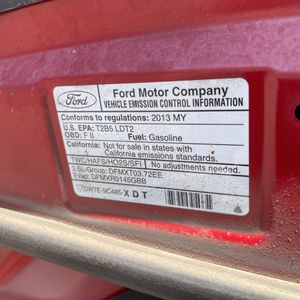 Ford
Ford Motor Company
VEHICLE EMISSION CONTROL INFORMATION
Conforms to regulations: 2013 MY
U.S. EPA: T2B5 LDT2
OBD: F II Fuel: Gasoline
California: Not for sale in states with
California emissions standards.
TWC/HAFS/HO2S/SFI No adjustments needed.
3.5L-Group: DFMXT03.72EE
Evap: DFMXR0145GBB
DW7E-9C485-XDT